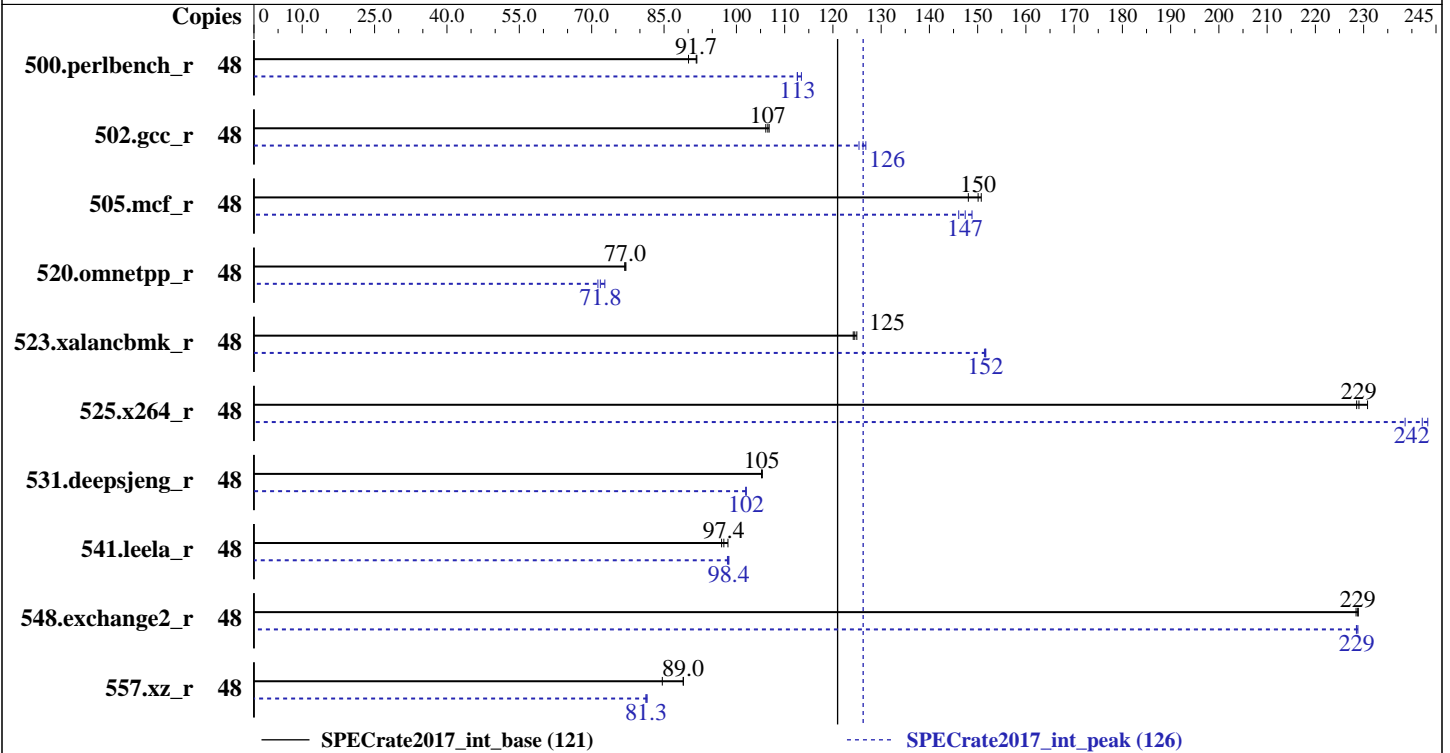 Copies 0 10.0 25.0 40.0 55.0 70.0 85.0 100 120 130 140 150 160 170 180 190 200 210 220 230 245
91.7
500.perlbench_r 48
113
107
502.gcc_r 48
126
150
505.mcf_r 48
147
77.0
520.omnetpp_r 48
71.8
125
523.xalancbmk_r 48
152
229
525.x264_r 48
242
105
531.deepsjeng_r 48
102
97.4
541.leela_r 48
98.4
229
548.exchange2_r 48
229
89.0
557.xz_r 48
81.3
SPECrate2017_int_base (121) SPECrate2017_int_peak (126)